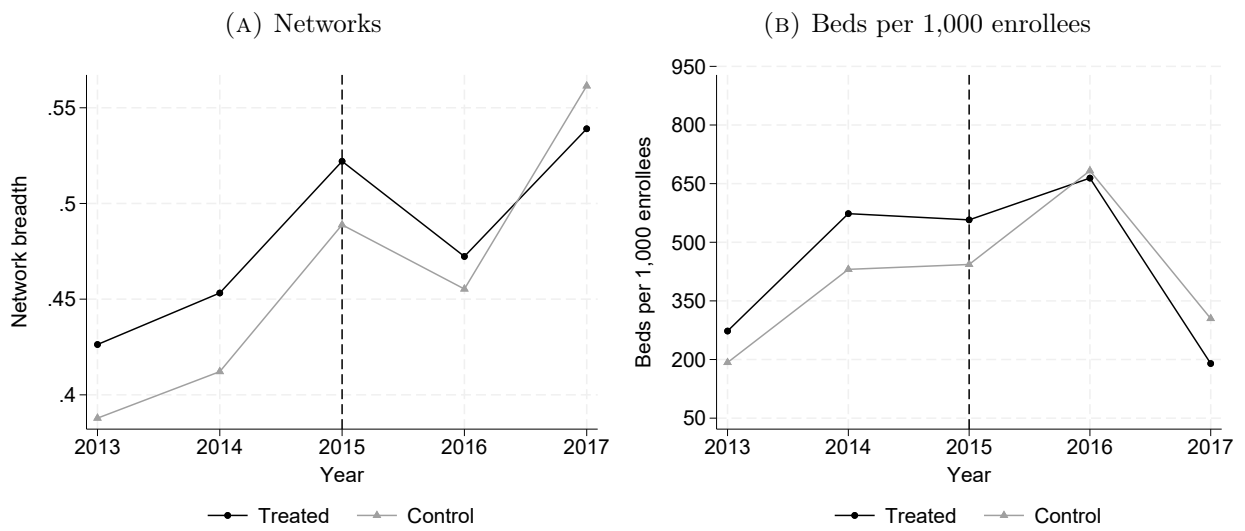 (A) Networks
.55
.5
.45
.4
Network breadth
2013 2014 2015 2016 2017
Year
Treated Control
(B) Beds per 1,000 enrollees
950
800
650
500
350
200
50
Beds per 1,000 enrollees
2013 2014 2015 2016 2017
Year
Treated Control